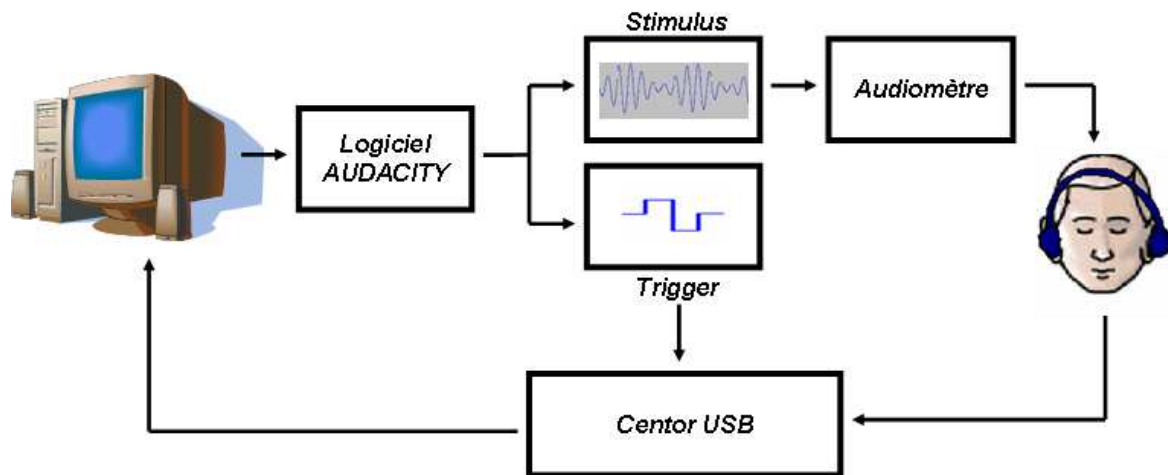 Stimulus
Audiomètre
Logiciel
AUDACITY
Trigger
Centor USB